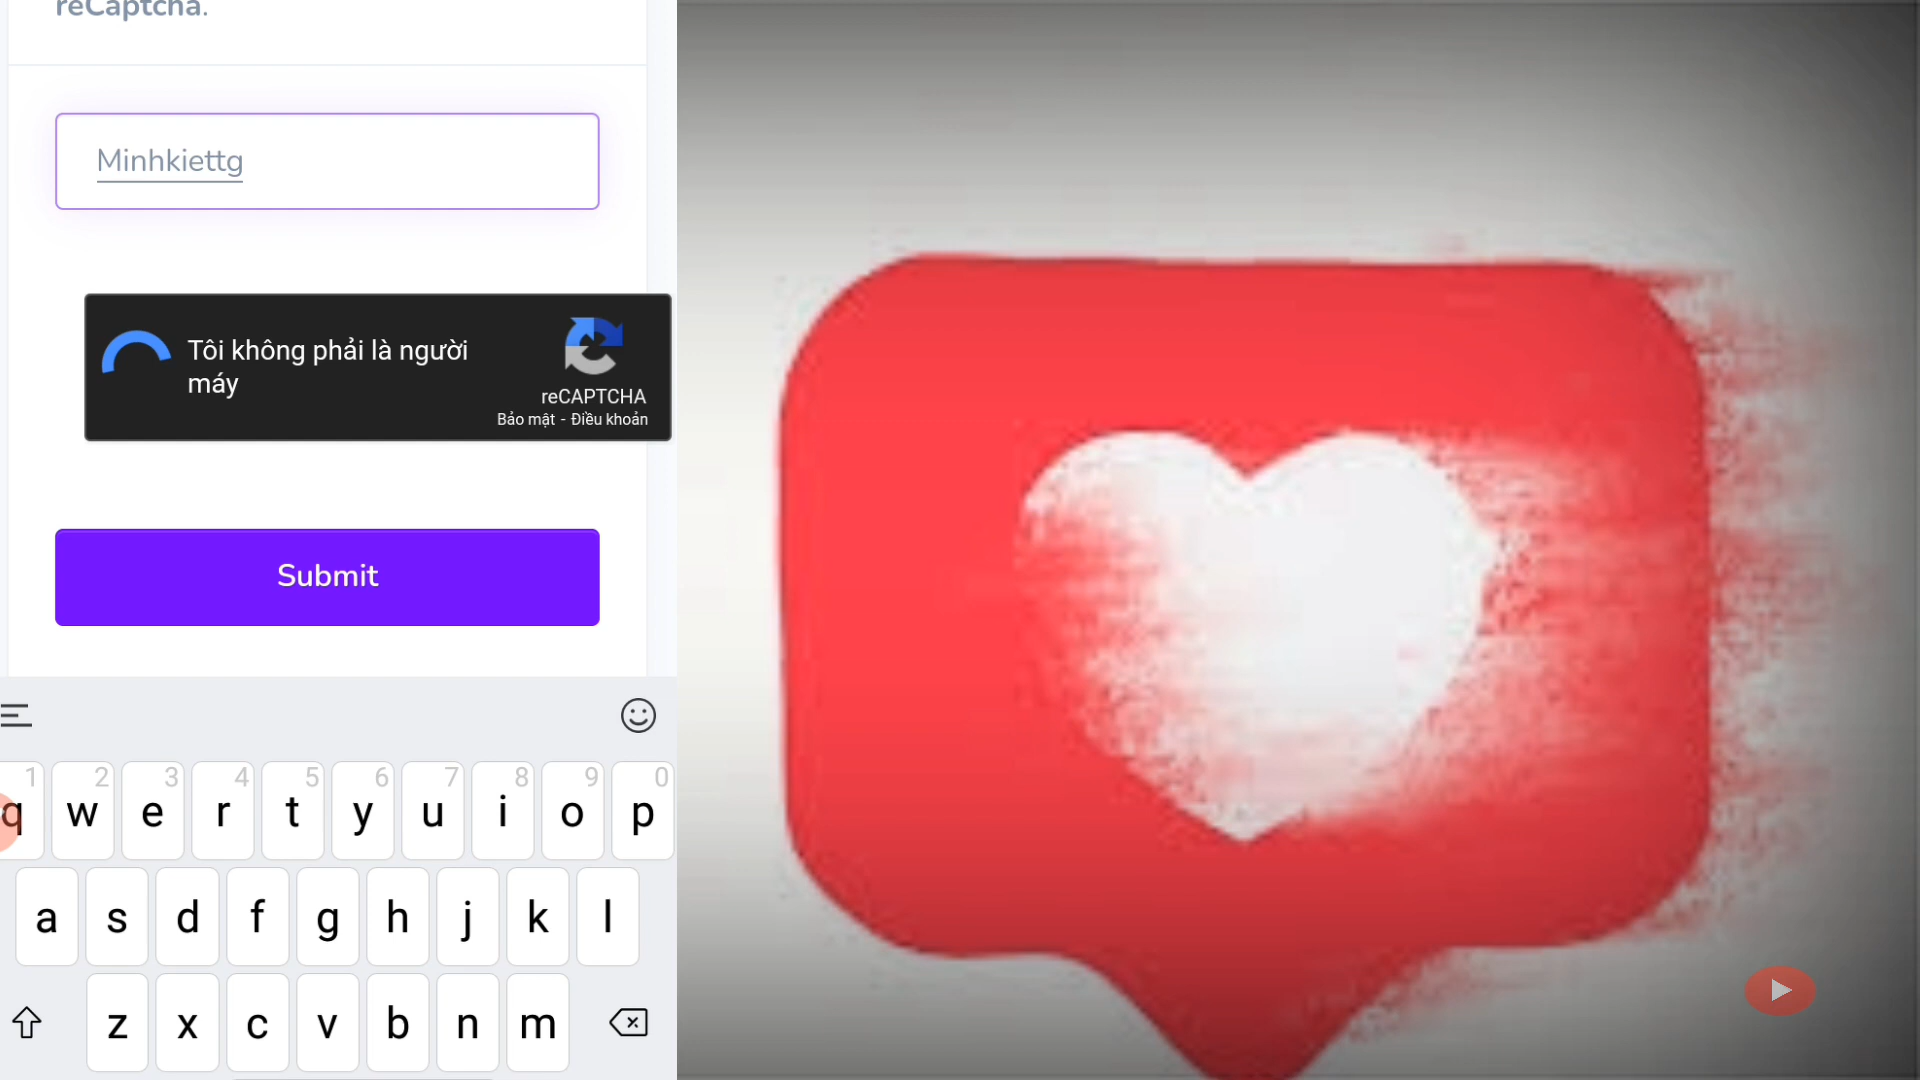 reCaptcha.
Minhkiettg
Tôi không phải là người
máy
reCAPTCHA
Bảo mật - Điều khoản
Submit
1 2 3 4 5 6 7 8 9 0
q w e r t y u i o p
a s d f g h j k l
z x c v b n m